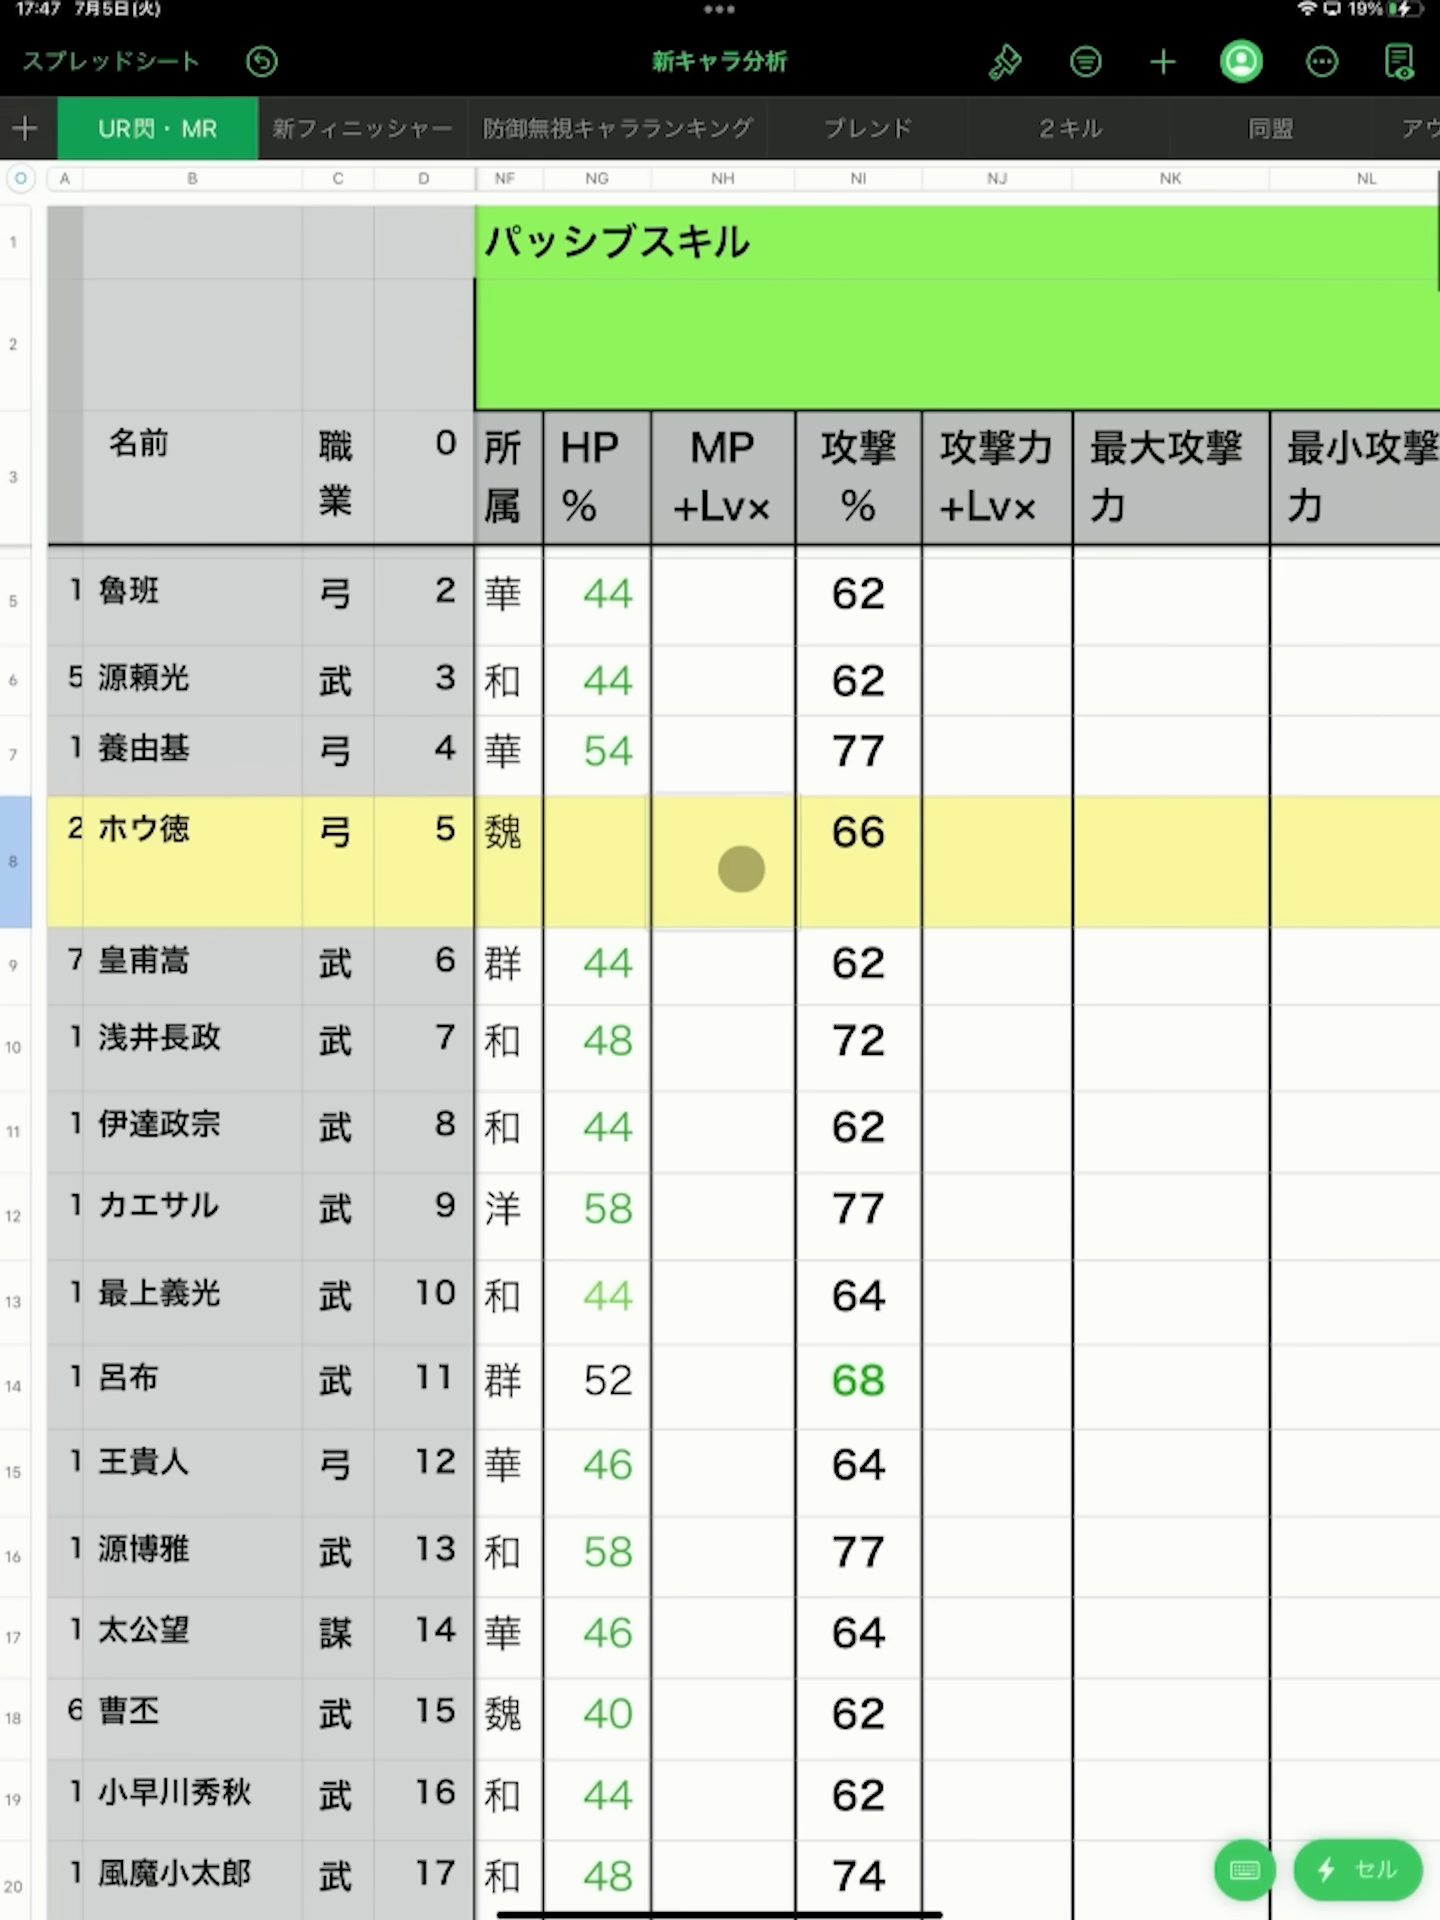 17:47 7月5日(火) 19%
スプレッドシート 新キャラ分析
UR閃・MR 新フィニッシャー 防御無視キャラランキング ブレンド 2キル 同盟
A B C D NF NG NH NI NJ NK NL
1 パッシブスキル
2
3 名前 職業 0 所属 HP % MP +Lv× 攻撃 % 攻撃力 +Lv× 最大攻撃力 最小攻撃力
5 1 魯班 弓 2 華 44 62
6 5 源頼光 武 3 和 44 62
7 1 養由基 弓 4 華 54 77
8 2 ホウ徳 弓 5 魏 66
9 7 皇甫嵩 武 6 群 44 62
10 1 浅井長政 武 7 和 48 72
11 1 伊達政宗 武 8 和 44 62
12 1 カエサル 武 9 洋 58 77
13 1 最上義光 武 10 和 44 64
14 1 呂布 武 11 群 52 68
15 1 王貴人 弓 12 華 46 64
16 1 源博雅 武 13 和 58 77
17 1 太公望 謀 14 華 46 64
18 6 曹丕 武 15 魏 40 62
19 1 小早川秀秋 武 16 和 44 62
20 1 風魔小太郎 武 17 和 48 74
セル